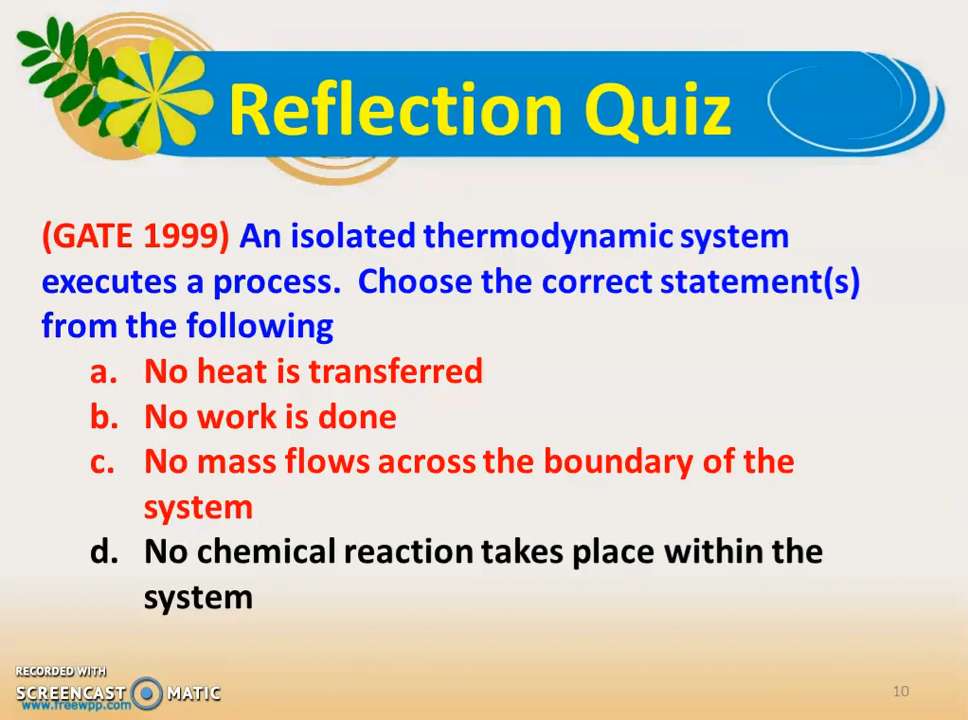 Reflection Quiz
(GATE 1999) An isolated thermodynamic system
executes a process. Choose the correct statement(s)
from the following
a. No heat is transferred
b. No work is done
c. No mass flows across the boundary of the
system
d. No chemical reaction takes place within the
system
RECORDED WITH
SCREENCAST MATIC
www.freewpp.com
10